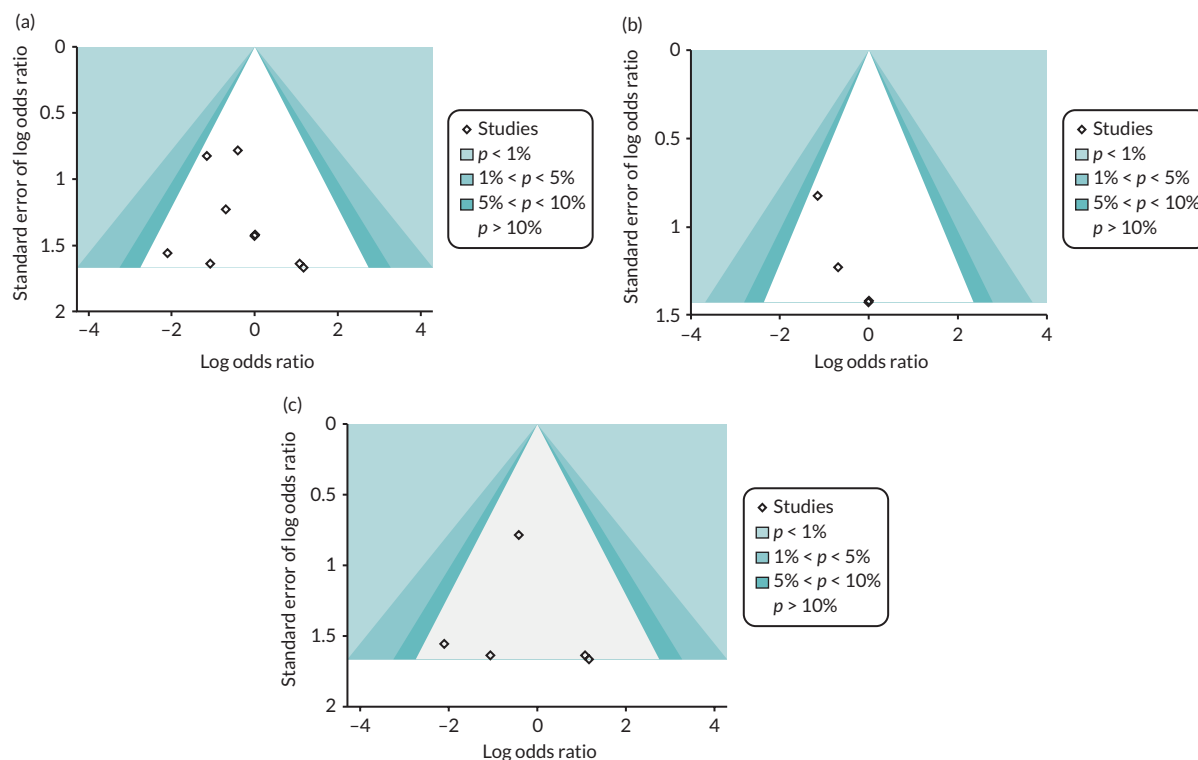 (a)
Standard error of log odds ratio
0
0.5
1
1.5
2
−4
−2
0
2
4
Log odds ratio
Studies
p < 1%
1% < p < 5%
5% < p < 10%
p > 10%
(b)
Standard error of log odds ratio
0
0.5
1
1.5
−4
−2
0
2
4
Log odds ratio
Studies
p < 1%
1% < p < 5%
5% < p < 10%
p > 10%
(c)
Standard error of log odds ratio
0
0.5
1
1.5
2
−4
−2
0
2
4
Log odds ratio
Studies
p < 1%
1% < p < 5%
5% < p < 10%
p > 10%